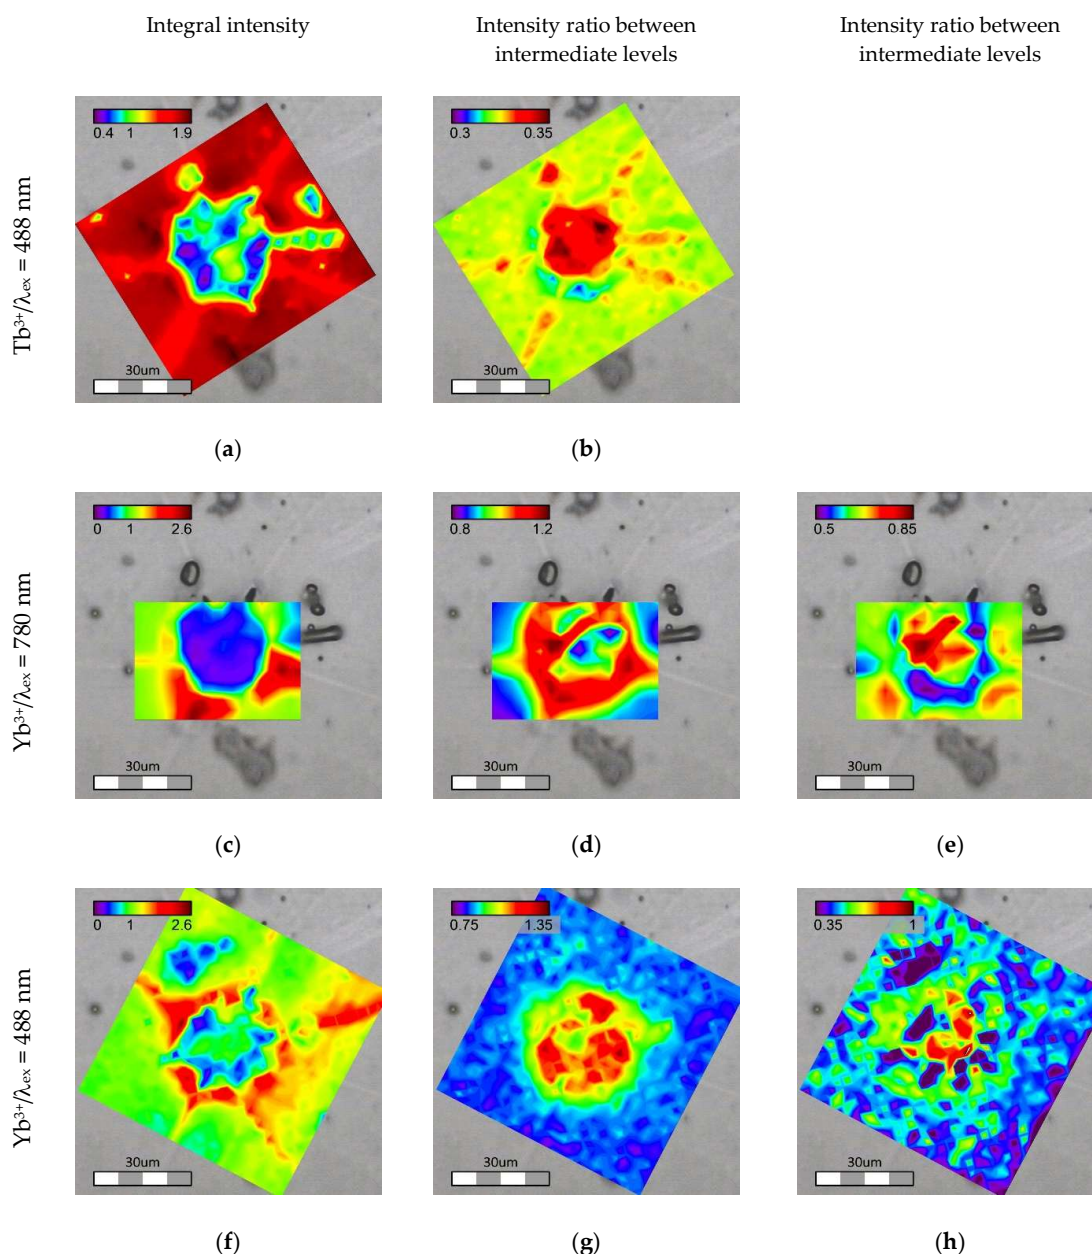 Integral intensity
Intensity ratio between
intermediate levels
Intensity ratio between
intermediate levels
Tb³⁺/λex = 488 nm
0.4 1 1.9
30um
(a)
0.3 0.35
30um
(b)
Yb³⁺/λex = 780 nm
0 1 2.6
30um
(c)
0.8 1.2
30um
(d)
0.5 0.85
30um
(e)
Yb³⁺/λex = 488 nm
0 1 2.6
30um
(f)
0.75 1.35
30um
(g)
0.35 1
30um
(h)